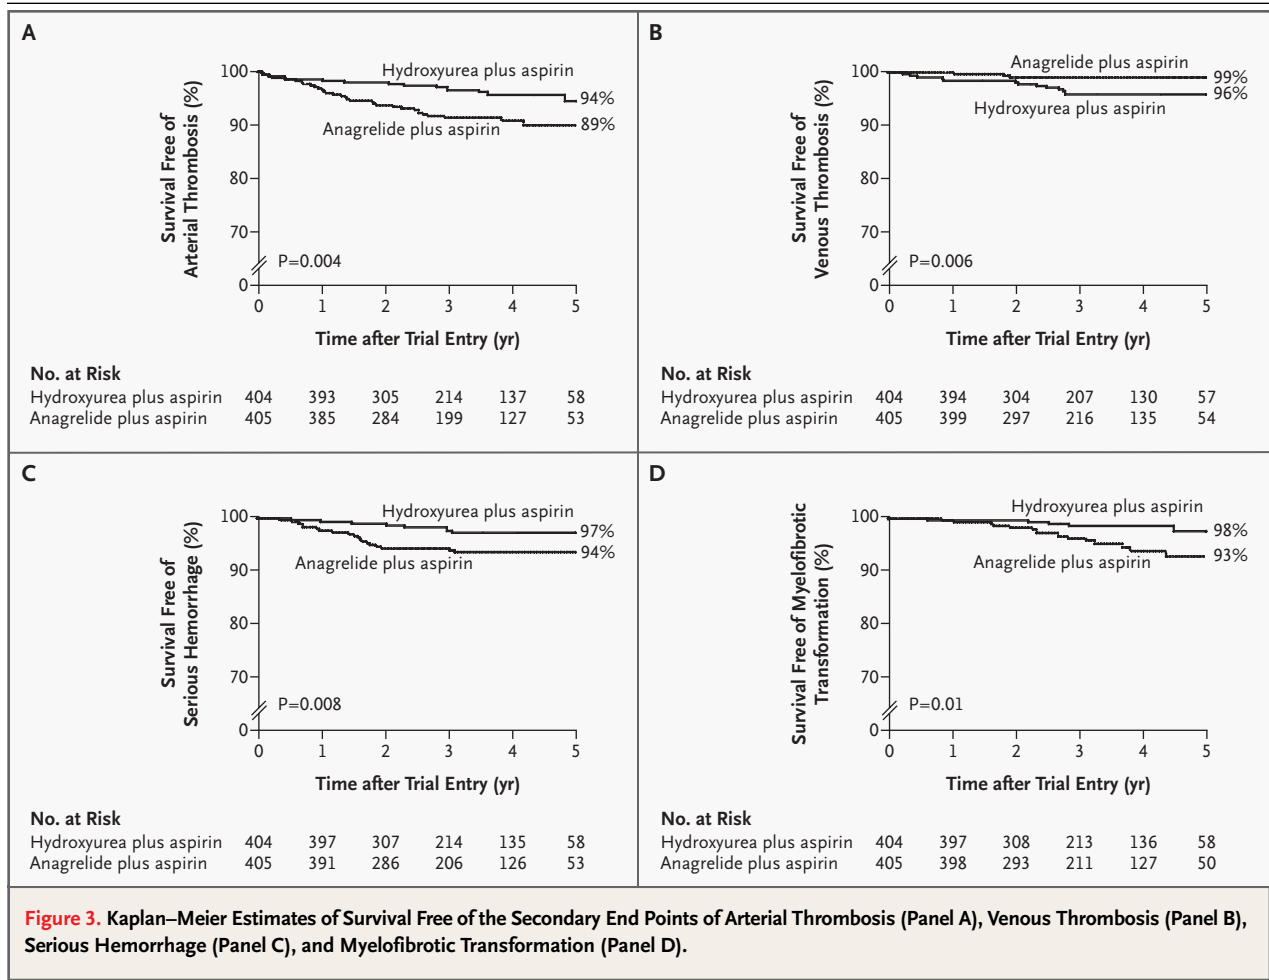 A
Survival Free of
Arterial Thrombosis (%)
100
90
80
70
0
Hydroxyurea plus aspirin
94%
Anagrelide plus aspirin
89%
P=0.004
0 1 2 3 4 5
Time after Trial Entry (yr)
No. at Risk
Hydroxyurea plus aspirin 404 393 305 214 137 58
Anagrelide plus aspirin 405 385 284 199 127 53
B
Survival Free of
Venous Thrombosis (%)
100
90
80
70
0
Anagrelide plus aspirin
99%
96%
Hydroxyurea plus aspirin
P=0.006
0 1 2 3 4 5
Time after Trial Entry (yr)
No. at Risk
Hydroxyurea plus aspirin 404 394 304 207 130 57
Anagrelide plus aspirin 405 399 297 216 135 54
C
Survival Free of
Serious Hemorrhage (%)
100
90
80
70
0
Hydroxyurea plus aspirin
97%
94%
Anagrelide plus aspirin
P=0.008
0 1 2 3 4 5
Time after Trial Entry (yr)
No. at Risk
Hydroxyurea plus aspirin 404 397 307 214 135 58
Anagrelide plus aspirin 405 391 286 206 126 53
D
Survival Free of Myelofibrotic
Transformation (%)
100
90
80
70
0
Hydroxyurea plus aspirin
98%
93%
Anagrelide plus aspirin
P=0.01
0 1 2 3 4 5
Time after Trial Entry (yr)
No. at Risk
Hydroxyurea plus aspirin 404 397 308 213 136 58
Anagrelide plus aspirin 405 398 293 211 127 50
Figure 3. Kaplan–Meier Estimates of Survival Free of the Secondary End Points of Arterial Thrombosis (Panel A), Venous Thrombosis (Panel B),
Serious Hemorrhage (Panel C), and Myelofibrotic Transformation (Panel D).